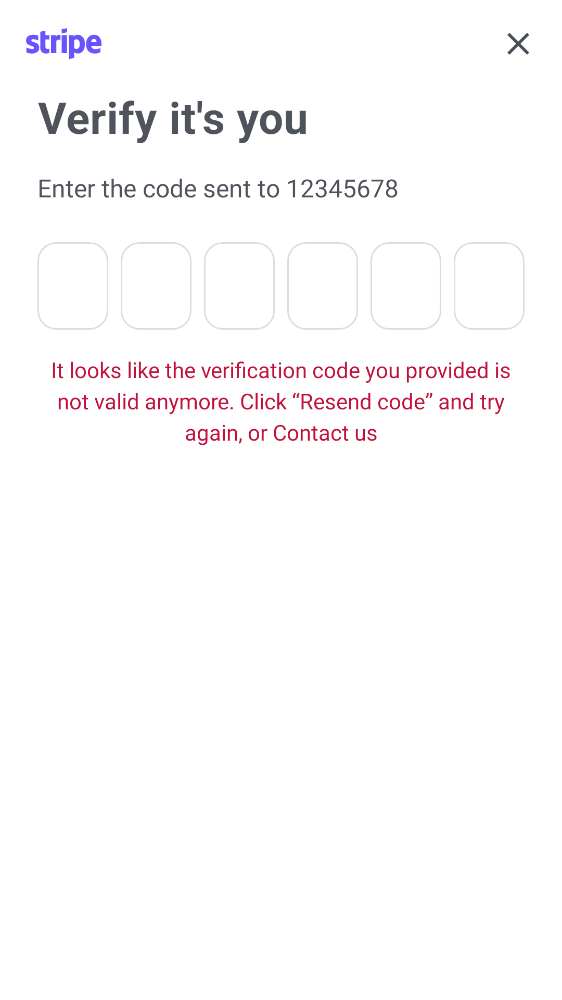 stripe
Verify it's you
Enter the code sent to 12345678
It looks like the verification code you provided is
not valid anymore. Click “Resend code” and try
again, or Contact us